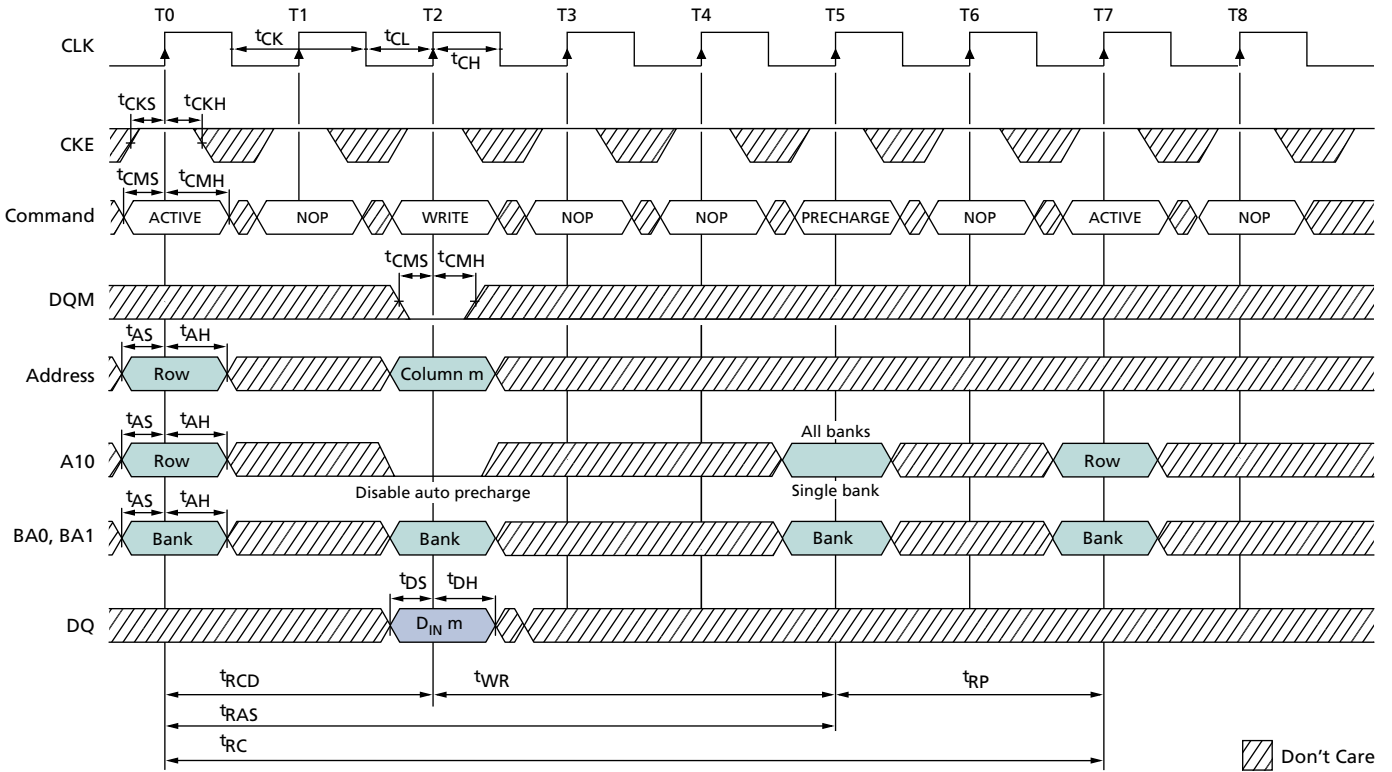 T0 T1 T2 T3 T4 T5 T6 T7 T8
CLK
tCK tCL tCH
tCKS tCKH
CKE
tCMS tCMH
Command ACTIVE NOP WRITE NOP NOP PRECHARGE NOP ACTIVE NOP
tCMS tCMH
DQM
tAS tAH
Address Row Column m
tAS tAH All banks
A10 Row Row
Disable auto precharge Single bank
tAS tAH
BA0, BA1 Bank Bank Bank Bank
tDS tDH
DQ DIN m
tRCD tWR tRP
tRAS
tRC
Don't Care